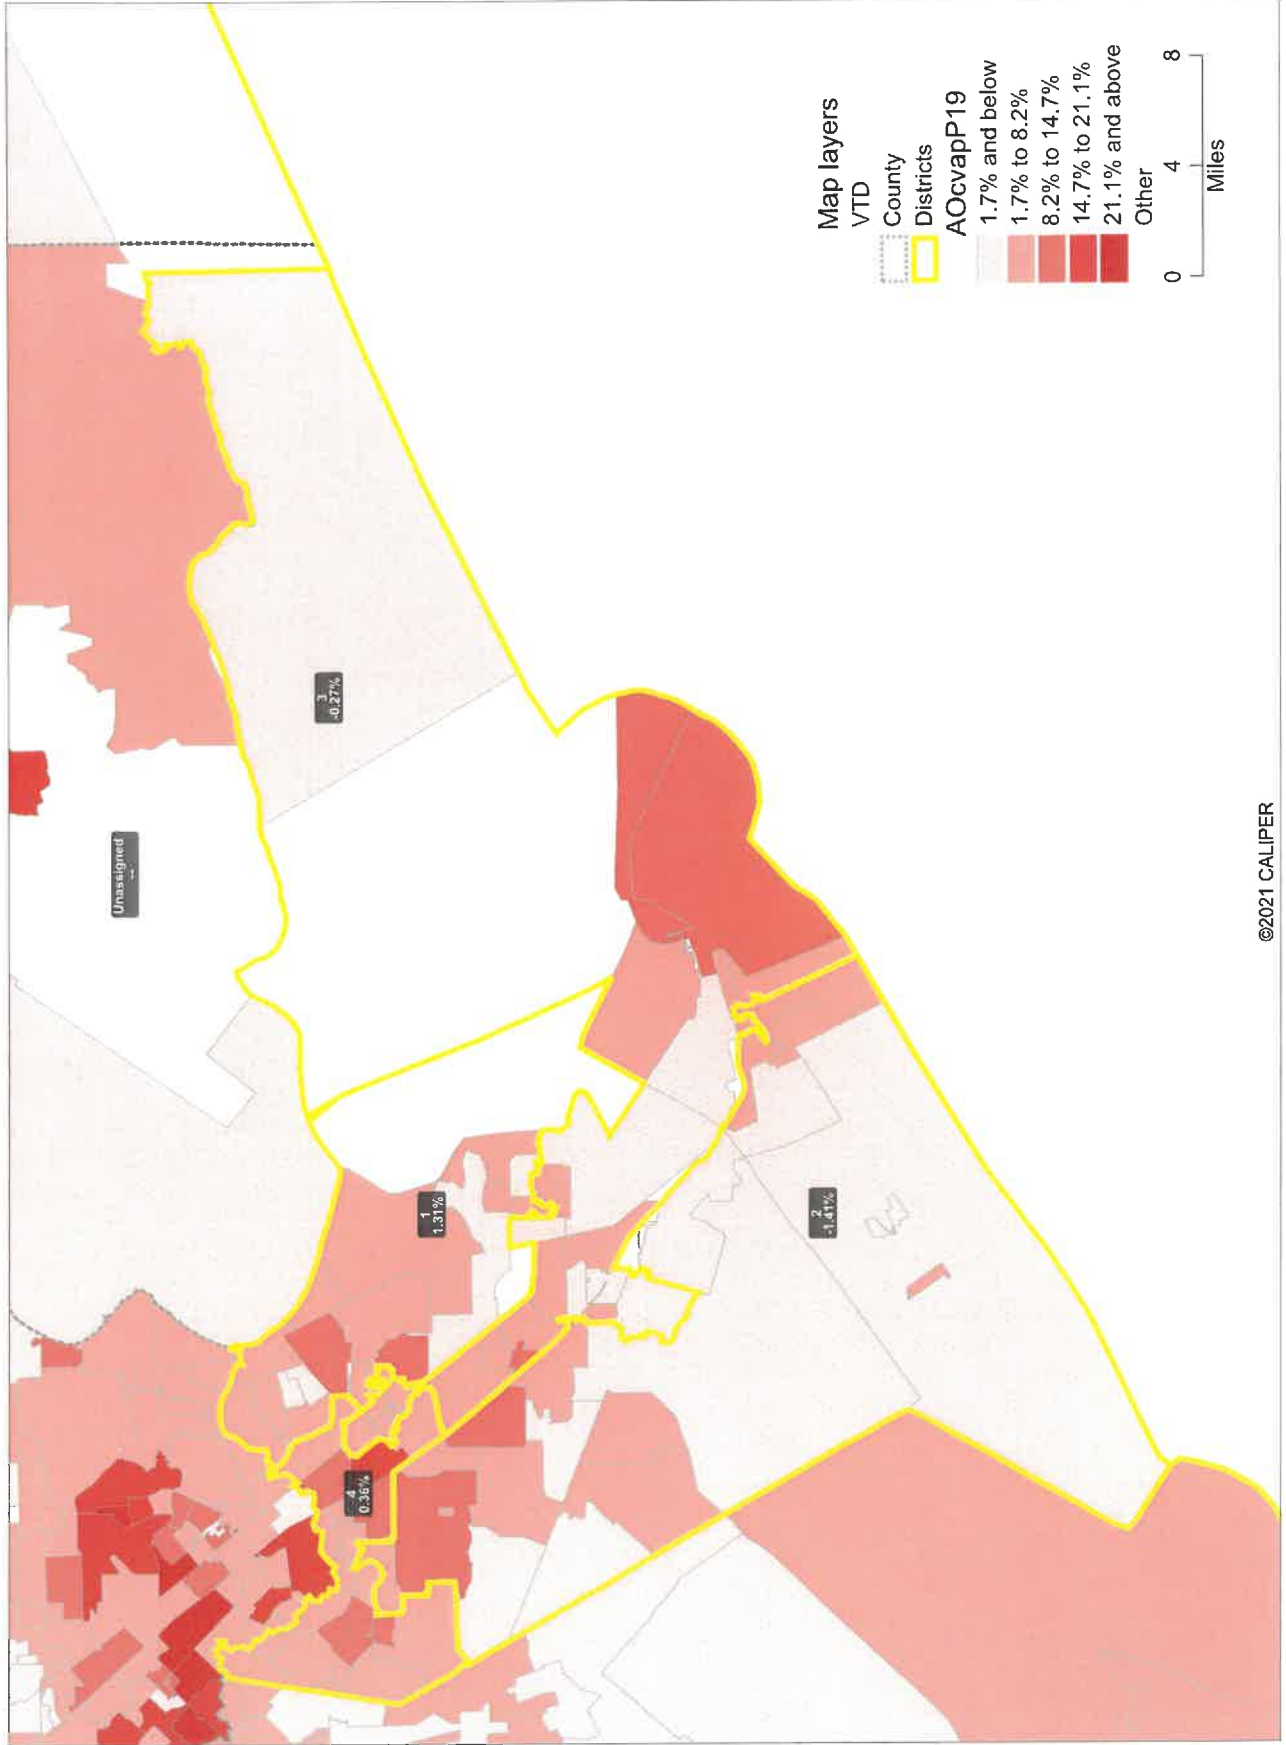 Map layers
VTD
County
Districts
AOcvapP19
1.7% and below
1.7% to 8.2%
8.2% to 14.7%
14.7% to 21.1%
21.1% and above
Other
0 4 8
Miles
Unassigned
--
3
-0.27%
1
1.31%
4
0.36%
2
-1.41%
©2021 CALIPER